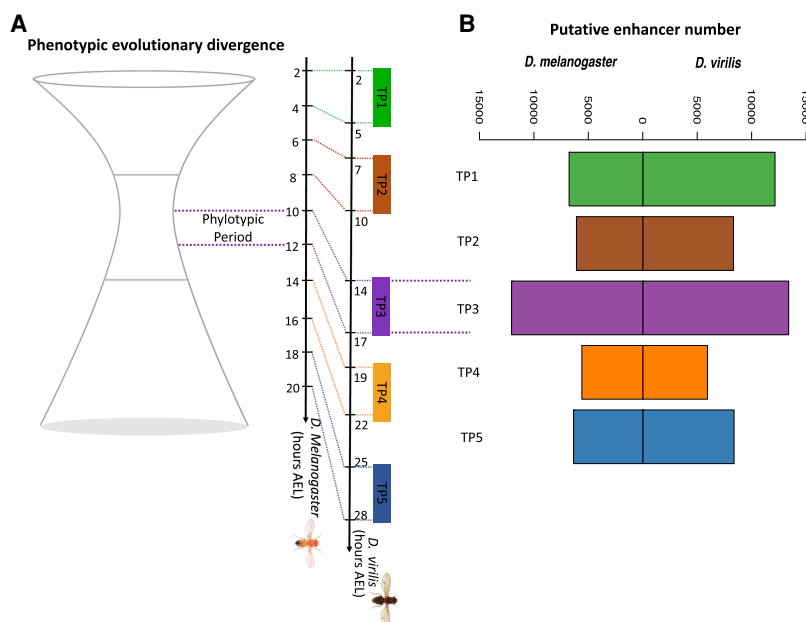 A
Phenotypic evolutionary divergence
2
4
6
8
10
12
14
16
18
20
Phylotypic
Period
D. Melanogaster
(hours AEL)
2
5
7
10
14
17
19
22
25
28
D. virilis
(hours AEL)
TP1
TP2
TP3
TP4
TP5
B
Putative enhancer number
D. melanogaster D. virilis
15000 10000 5000 0 5000 10000 15000
TP1
TP2
TP3
TP4
TP5